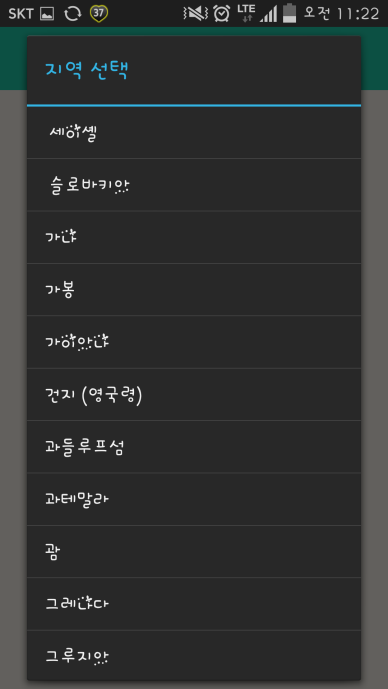 SKT 37 LTE 오전 11:22
지역 선택
세이셸
슬로바키아
가나
가봉
가이아나
건지 (영국령)
과들루프섬
과테말라
괌
그레나다
그루지아